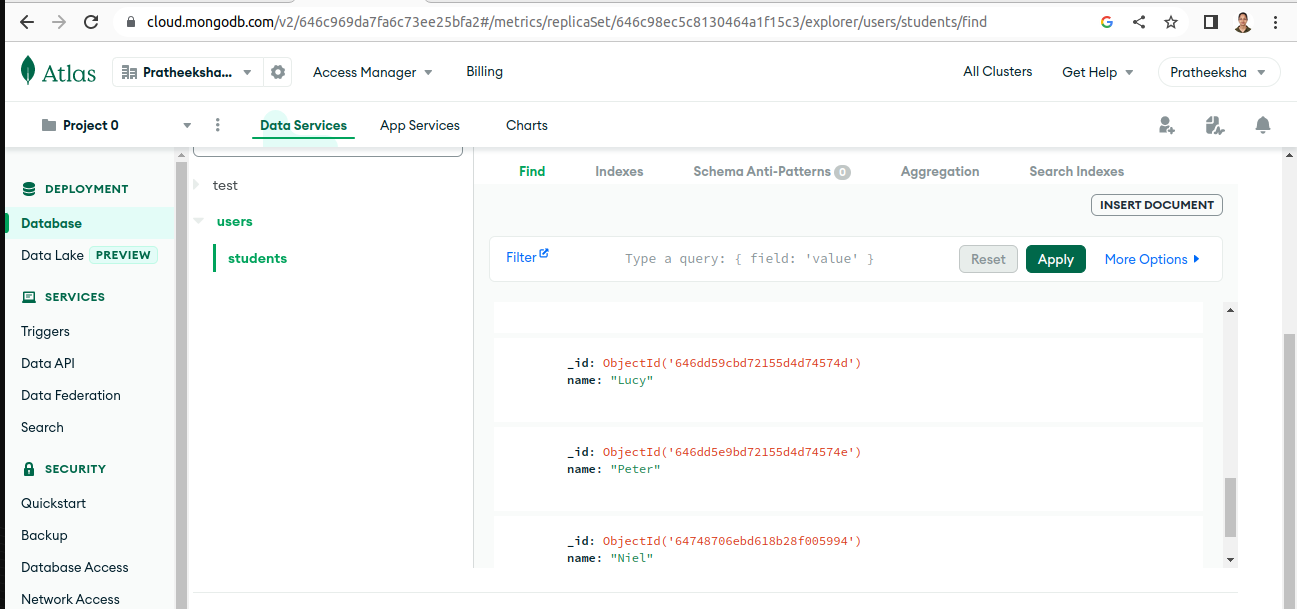 cloud.mongodb.com/v2/646c969da7fa6c73ee25bfa2#/metrics/replicaSet/646c98ec5c8130464a1f15c3/explorer/users/students/find
Atlas Pratheeksha... Access Manager Billing All Clusters Get Help Pratheeksha
Project 0 Data Services App Services Charts
DEPLOYMENT
Database
Data Lake PREVIEW
SERVICES
Triggers
Data API
Data Federation
Search
SECURITY
Quickstart
Backup
Database Access
Network Access
test
users
students
Find Indexes Schema Anti-Patterns 0 Aggregation Search Indexes
INSERT DOCUMENT
Filter Type a query: { field: 'value' } Reset Apply More Options
_id: ObjectId('646dd59cbd72155d4d74574d')
name: "Lucy"
_id: ObjectId('646dd5e9bd72155d4d74574e')
name: "Peter"
_id: ObjectId('64748706ebd618b28f005994')
name: "Niel"